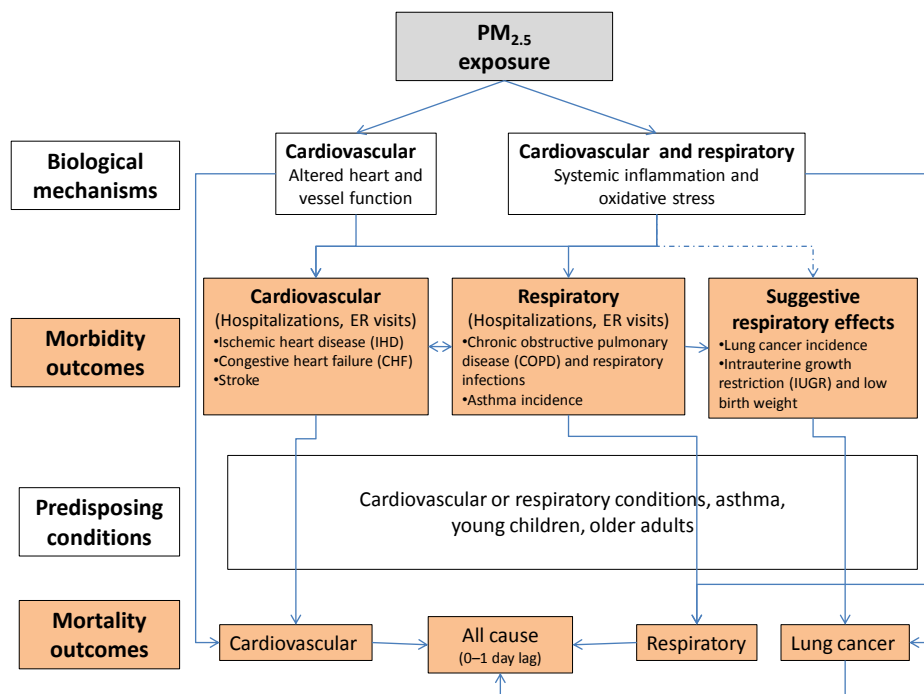 PM2.5
exposure
Biological
mechanisms
Cardiovascular
Altered heart and
vessel function
Cardiovascular and respiratory
Systemic inflammation and
oxidative stress
Morbidity
outcomes
Cardiovascular
(Hospitalizations, ER visits)
•Ischemic heart disease (IHD)
•Congestive heart failure (CHF)
•Stroke
Respiratory
(Hospitalizations, ER visits)
•Chronic obstructive pulmonary
disease (COPD) and respiratory
infections
•Asthma incidence
Suggestive
respiratory effects
•Lung cancer incidence
•Intrauterine growth
restriction (IUGR) and low
birth weight
Predisposing
conditions
Cardiovascular or respiratory conditions, asthma,
young children, older adults
Mortality
outcomes
Cardiovascular
All cause
(0–1 day lag)
Respiratory
Lung cancer